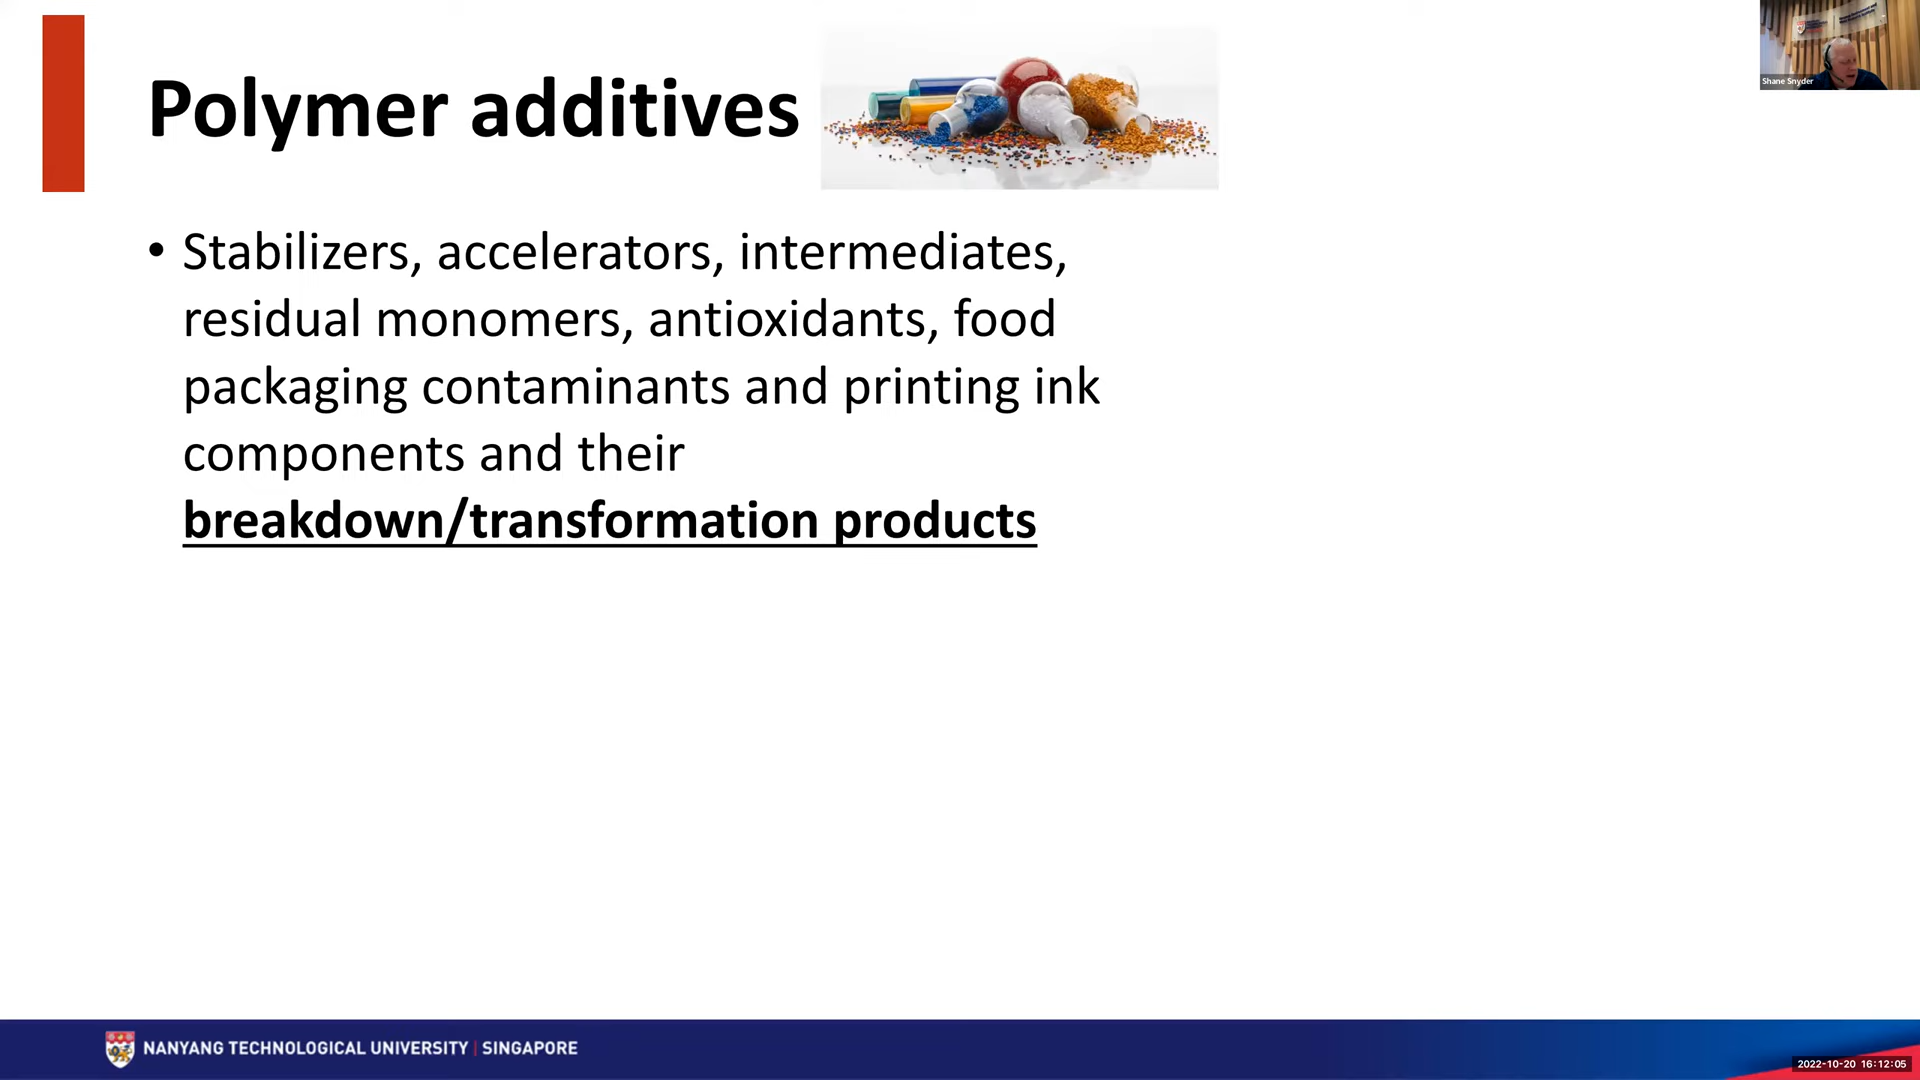 Polymer additives
Shane Snyder
• Stabilizers, accelerators, intermediates,
residual monomers, antioxidants, food
packaging contaminants and printing ink
components and their
breakdown/transformation products
NANYANG TECHNOLOGICAL UNIVERSITY | SINGAPORE
2022-10-20 16:12:05